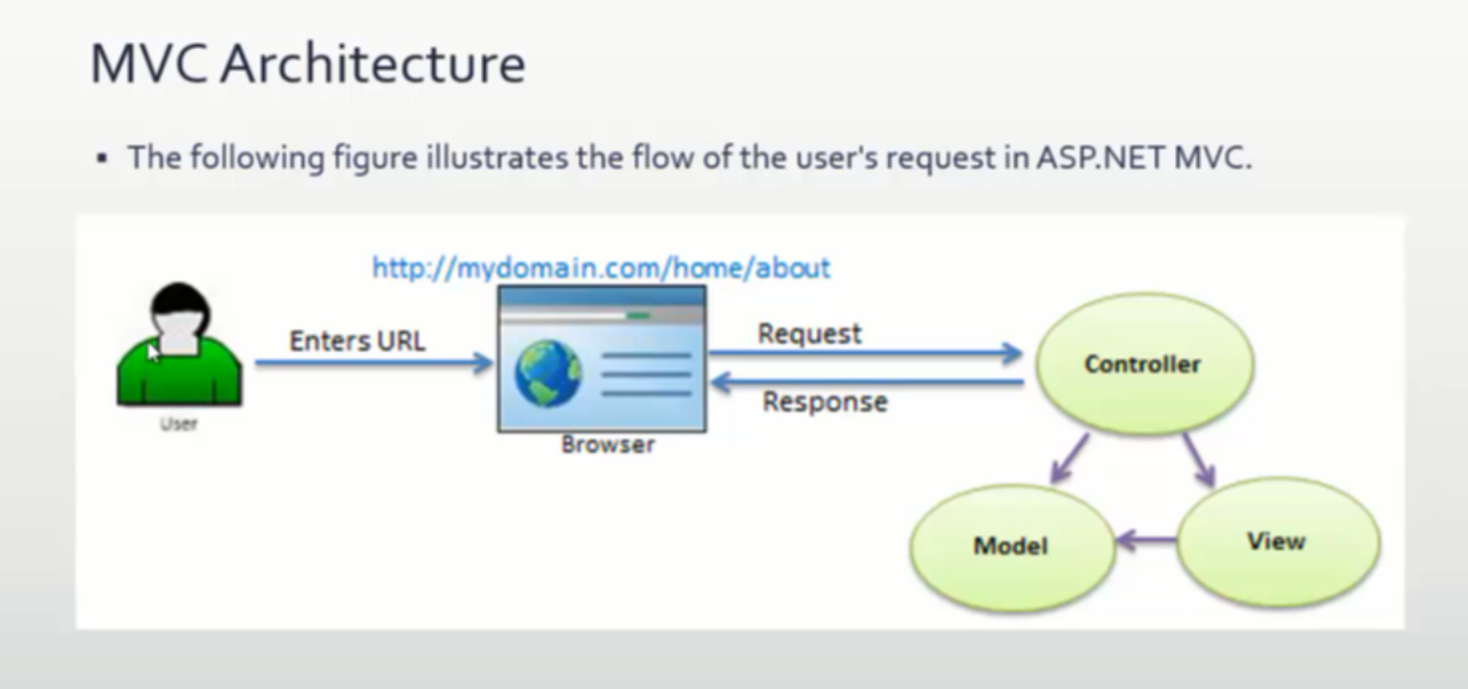 MVC Architecture
▪ The following figure illustrates the flow of the user's request in ASP.NET MVC.
http://mydomain.com/home/about
Enters URL
Request
Controller
Response
User
Browser
Model
View